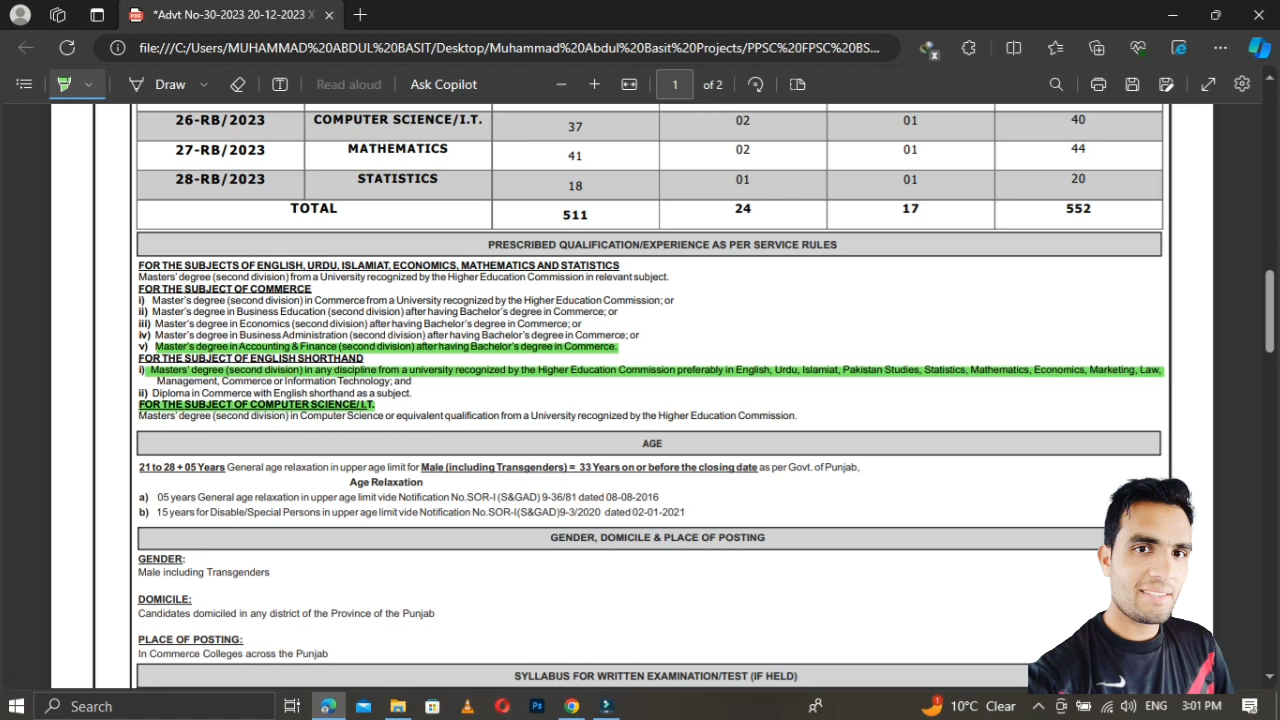 *Advt No-30-2023 20-12-2023 X
file:///C:/Users/MUHAMMAD%20ABDUL%20BASIT/Desktop/Muhammad%20Abdul%20Basit%20Projects/PPSC%20FPSC%20BS...
Draw
Read aloud
Ask Copilot
1 of 2
26-RB/2023 COMPUTER SCIENCE/I.T. 37 02 01 40
27-RB/2023 MATHEMATICS 41 02 01 44
28-RB/2023 STATISTICS 18 01 01 20
TOTAL 511 24 17 552
PRESCRIBED QUALIFICATION/EXPERIENCE AS PER SERVICE RULES
FOR THE SUBJECTS OF ENGLISH, URDU, ISLAMIAT, ECONOMICS, MATHEMATICS AND STATISTICS
Masters' degree (second division) from a University recognized by the Higher Education Commission in relevant subject.
FOR THE SUBJECT OF COMMERCE
i) Master's degree (second division) in Commerce from a University recognized by the Higher Education Commission; or
ii) Master's degree in Business Education (second division) after having Bachelor's degree in Commerce; or
iii) Master's degree in Economics (second division) after having Bachelor's degree in Commerce; or
iv) Master's degree in Business Administration (second division) after having Bachelor's degree in Commerce; or
v) Master's degree in Accounting & Finance (second division) after having Bachelor's degree in Commerce.
FOR THE SUBJECT OF ENGLISH SHORTHAND
i) Masters' degree (second division) in any discipline from a university recognized by the Higher Education Commission preferably in English, Urdu, Islamiat, Pakistan Studies, Statistics, Mathematics, Economics, Marketing, Law,
Management, Commerce or Information Technology; and
ii) Diploma in Commerce with English shorthand as a subject.
FOR THE SUBJECT OF COMPUTER SCIENCE/ I.T.
Masters' degree (second division) in Computer Science or equivalent qualification from a University recognized by the Higher Education Commission.
AGE
21 to 28 + 05 Years General age relaxation in upper age limit for Male (including Transgenders) = 33 Years on or before the closing date as per Govt. of Punjab,
Age Relaxation
a) 05 years General age relaxation in upper age limit vide Notification No.SOR-I (S&GAD) 9-36/81 dated 08-08-2016
b) 15 years for Disable/Special Persons in upper age limit vide Notification No.SOR-I(S&GAD)9-3/2020 dated 02-01-2021
GENDER, DOMICILE & PLACE OF POSTING
GENDER:
Male including Transgenders
DOMICILE:
Candidates domiciled in any district of the Province of the Punjab
PLACE OF POSTING:
In Commerce Colleges across the Punjab
SYLLABUS FOR WRITTEN EXAMINATION/TEST (IF HELD)
Search
10°C Clear
ENG
3:01 PM